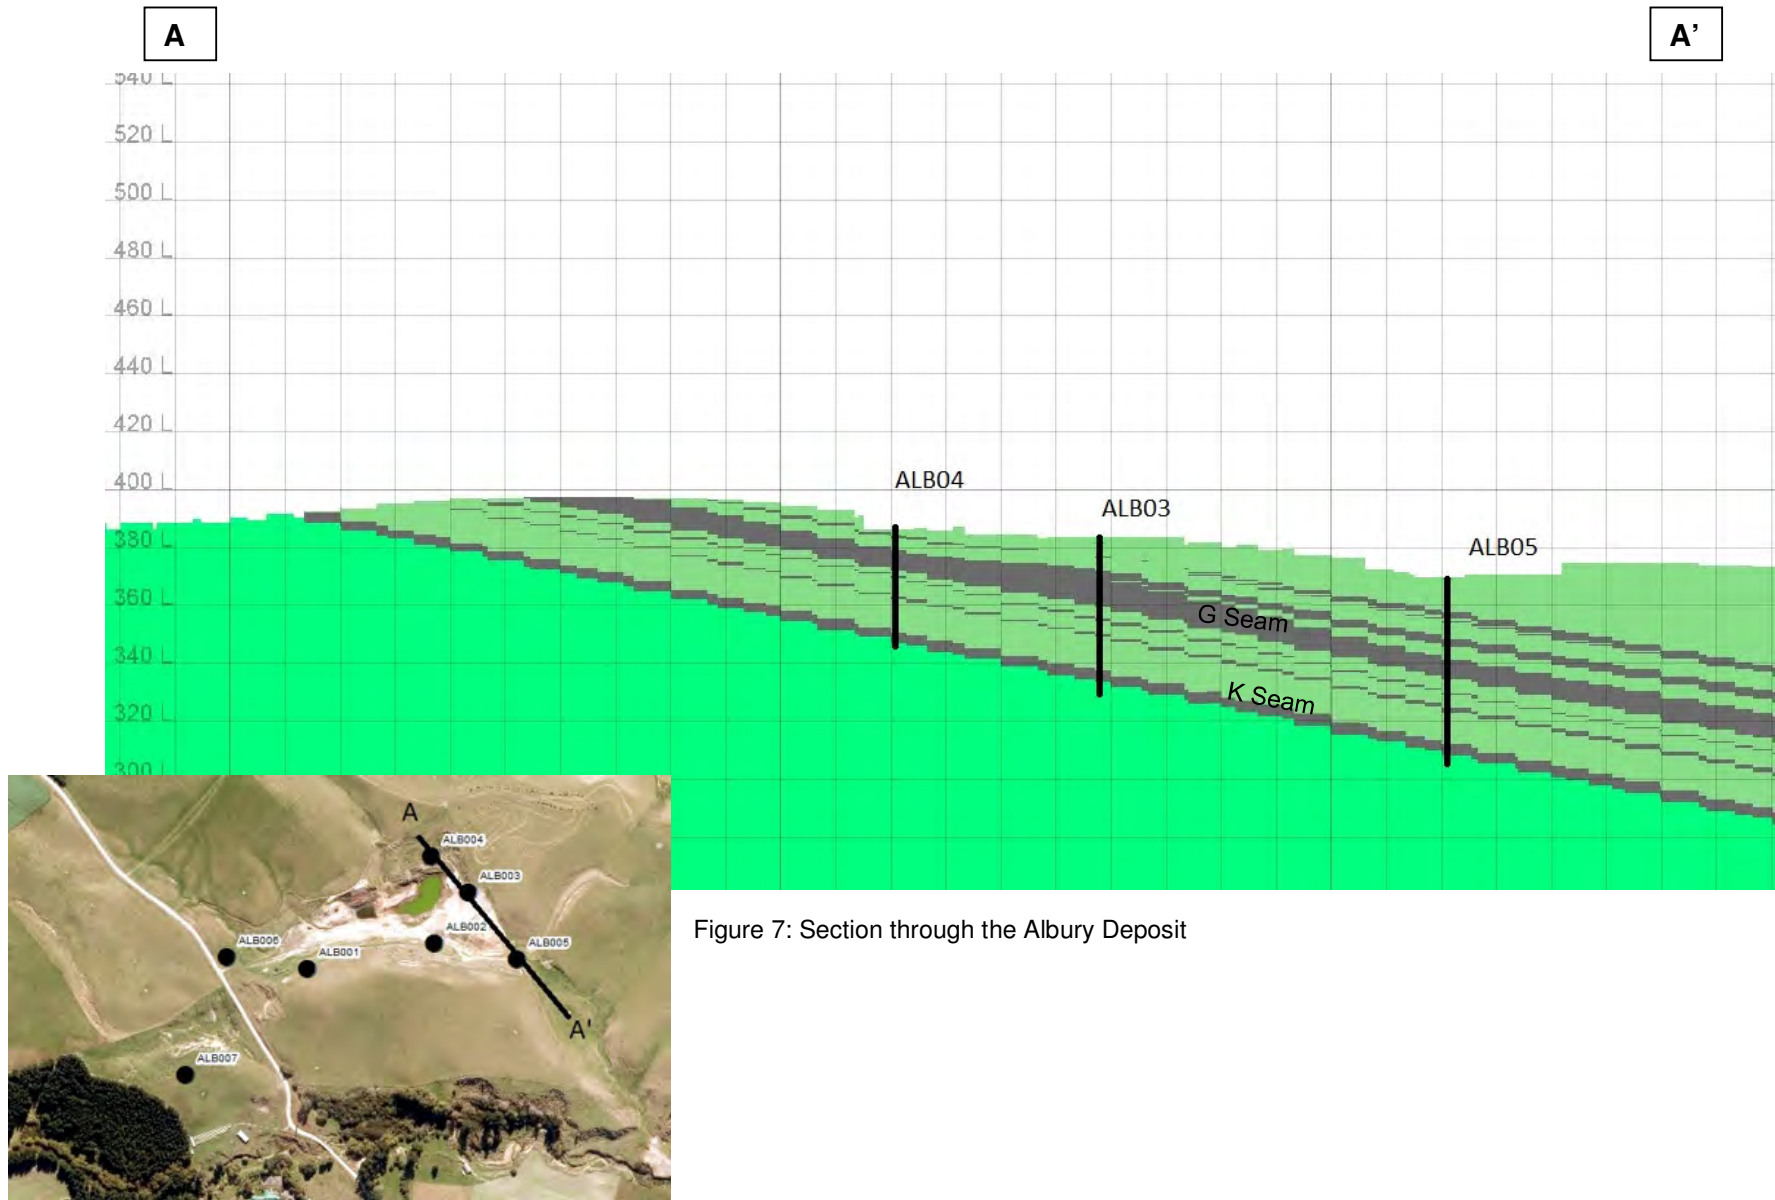 A
A’
540 L
520 L
500 L
480 L
460 L
440 L
420 L
400 L
380 L
360 L
340 L
320 L
300 L
ALB04
ALB03
ALB05
G Seam
K Seam
A
ALB004
ALB003
ALB002
ALB006
ALB001
ALB005
A'
ALB007
Figure 7: Section through the Albury Deposit